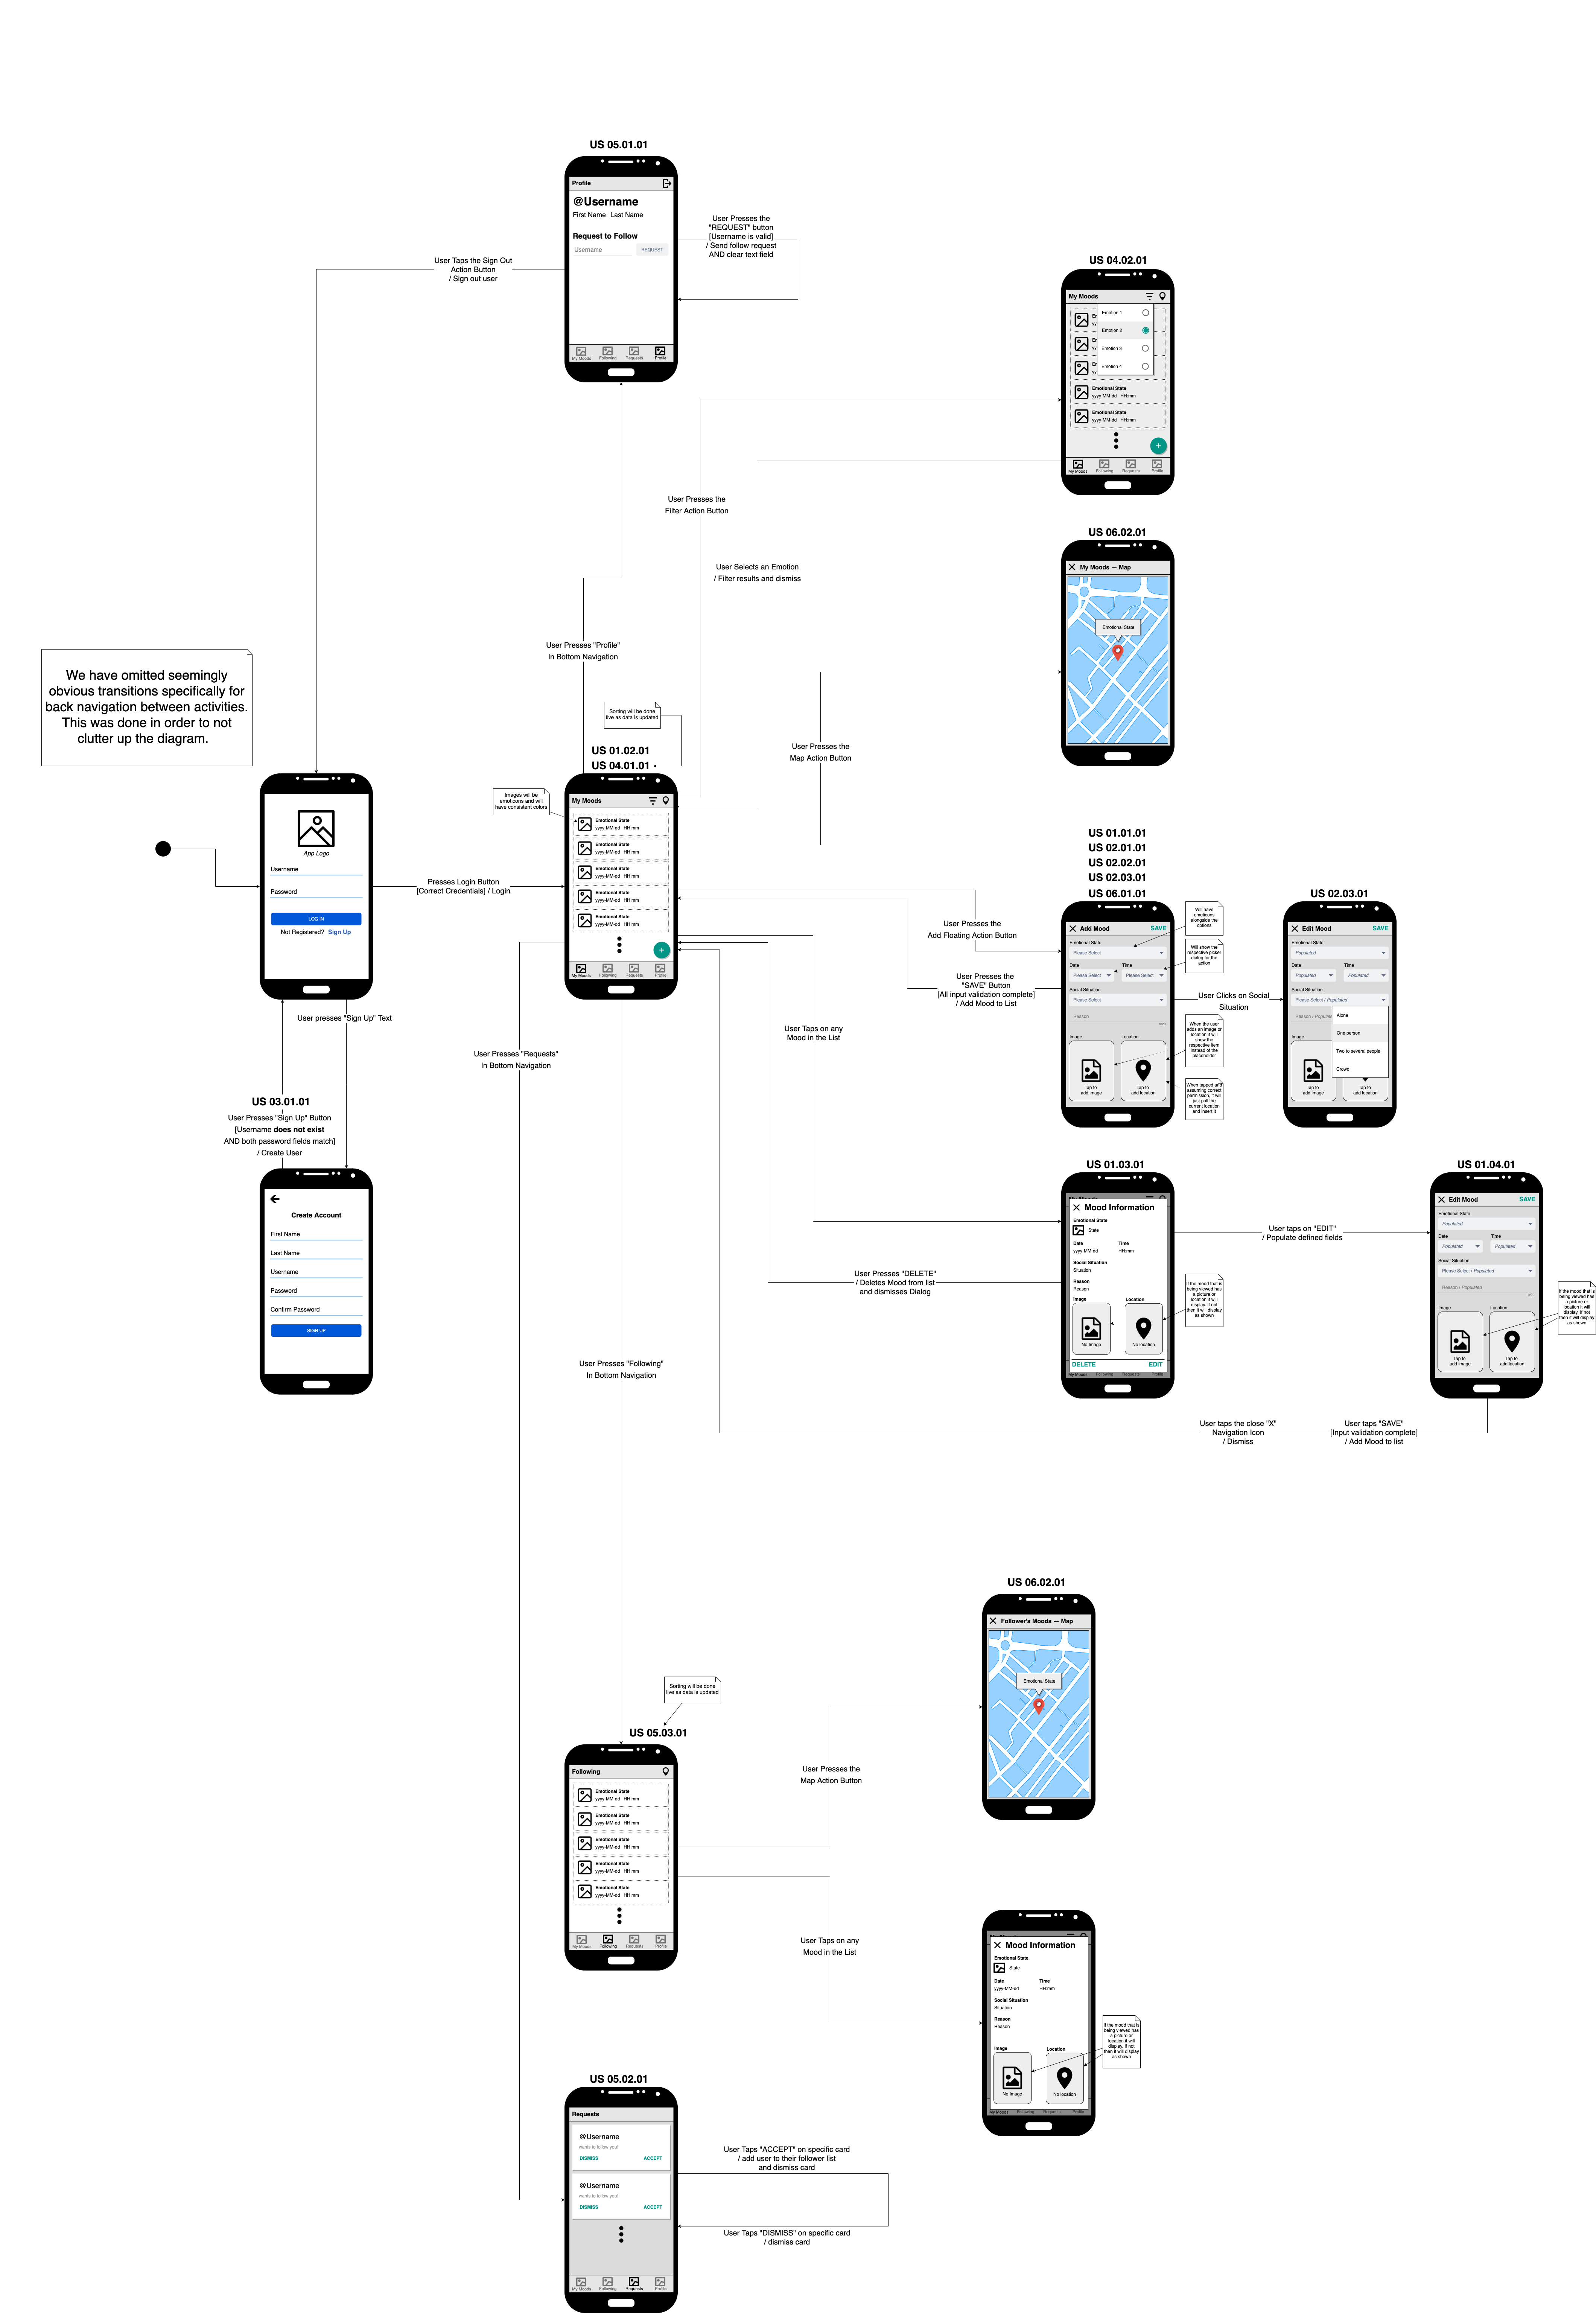 US 05.01.01
Profile
@Username
First Name Last Name
Request to Follow
Username REQUEST
My Moods Following Requests Profile
User Presses the
"REQUEST" button
[Username is valid]
/ Send follow request
AND clear text field
User Taps the Sign Out
Action Button
/ Sign out user
US 04.02.01
My Moods
Emotion 1
Emotion 2
Emotion 3
Emotion 4
Emotional State
yyyy-MM-dd HH:mm
Emotional State
yyyy-MM-dd HH:mm
+
My Moods Following Requests Profile
User Presses the
Filter Action Button
User Selects an Emotion
/ Filter results and dismiss
US 06.02.01
My Moods — Map
Emotional State
User Presses "Profile"
In Bottom Navigation
We have omitted seemingly
obvious transitions specifically for
back navigation between activities.
This was done in order to not
clutter up the diagram.
Sorting will be done
live as data is updated
User Presses the
Map Action Button
US 01.02.01
US 04.01.01
Images will be
emoticons and will
have consistent colors
My Moods
Emotional State
yyyy-MM-dd HH:mm
Emotional State
yyyy-MM-dd HH:mm
Emotional State
yyyy-MM-dd HH:mm
Emotional State
yyyy-MM-dd HH:mm
Emotional State
yyyy-MM-dd HH:mm
+
My Moods Following Requests Profile
App Logo
Username
Password
LOG IN
Not Registered? Sign Up
Presses Login Button
[Correct Credentials] / Login
US 01.01.01
US 02.01.01
US 02.02.01
US 02.03.01
US 06.01.01
Add Mood SAVE
Emotional State
Please Select
Date Time
Please Select Please Select
Social Situation
Please Select
Reason
Image Location
Tap to
add image
Tap to
add location
Will have
emoticons
alongside the
options
Will show the
respective picker
dialog for the
action
When the user
adds an image or
location it will
show the
respective item
instead of the
placeholder
When tapped and
assuming correct
permission, it will
just poll the
current location
and insert it
US 02.03.01
Edit Mood SAVE
Emotional State
Populated
Date Time
Populated Populated
Social Situation
Please Select / Populated
Reason / Populated
Alone
One person
Two to several people
Crowd
Image
Tap to
add image
Tap to
add location
User Clicks on Social
Situation
User Presses the
Add Floating Action Button
User Presses the
"SAVE" Button
[All input validation complete]
/ Add Mood to List
User Taps on any
Mood in the List
User presses "Sign Up" Text
User Presses "Requests"
In Bottom Navigation
US 03.01.01
User Presses "Sign Up" Button
[Username does not exist
AND both password fields match]
/ Create User
Create Account
First Name
Last Name
Username
Password
Confirm Password
SIGN UP
US 01.03.01
Mood Information
Emotional State
State
Date Time
yyyy-MM-dd HH:mm
Social Situation
Situation
Reason
Reason
Image Location
No Image No location
DELETE EDIT
My Moods Following Requests Profile
If the mood that is
being viewed has
a picture or
location it will
display. If not
then it will display
as shown
User taps on "EDIT"
/ Populate defined fields
US 01.04.01
Edit Mood SAVE
Emotional State
Populated
Date Time
Populated Populated
Social Situation
Please Select / Populated
Reason / Populated
Image Location
Tap to
add image
Tap to
add location
If the mood that is
being viewed has
a picture or
location it will
display. If not
then it will display
as shown
User Presses "DELETE"
/ Deletes Mood from list
and dismisses Dialog
User Presses "Following"
In Bottom Navigation
User taps the close "X"
Navigation Icon
/ Dismiss
User taps "SAVE"
[Input validation complete]
/ Add Mood to list
US 06.02.01
Follower's Moods — Map
Emotional State
Sorting will be done
live as data is updated
US 05.03.01
Following
Emotional State
yyyy-MM-dd HH:mm
Emotional State
yyyy-MM-dd HH:mm
Emotional State
yyyy-MM-dd HH:mm
Emotional State
yyyy-MM-dd HH:mm
Emotional State
yyyy-MM-dd HH:mm
My Moods Following Requests Profile
User Presses the
Map Action Button
User Taps on any
Mood in the List
Mood Information
Emotional State
State
Date Time
yyyy-MM-dd HH:mm
Social Situation
Situation
Reason
Reason
Image Location
No Image No location
My Moods Following Requests Profile
If the mood that is
being viewed has
a picture or
location it will
display. If not
then it will display
as shown
US 05.02.01
Requests
@Username
wants to follow you!
DISMISS ACCEPT
@Username
wants to follow you!
DISMISS ACCEPT
My Moods Following Requests Profile
User Taps "ACCEPT" on specific card
/ add user to their follower list
and dismiss card
User Taps "DISMISS" on specific card
/ dismiss card